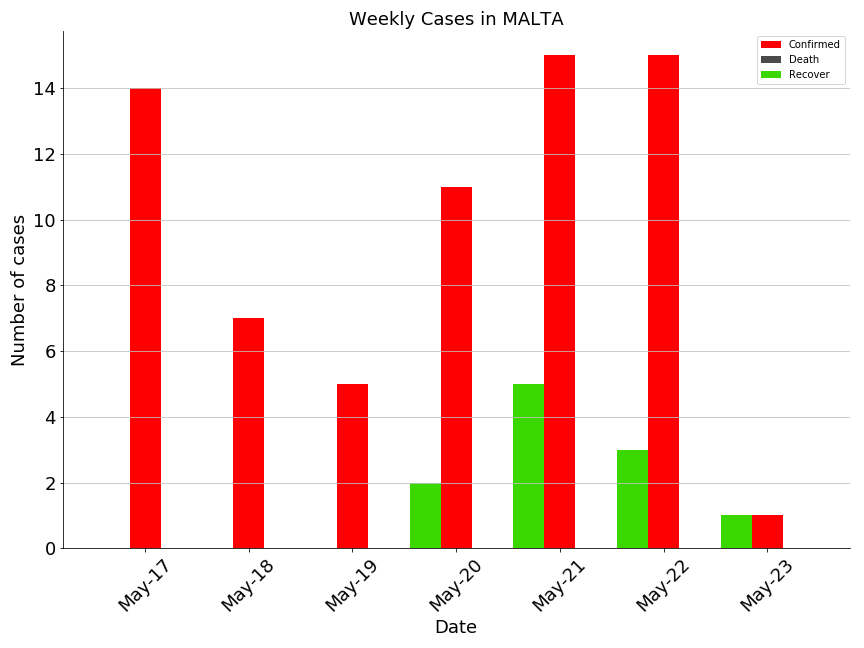 Weekly Cases in MALTA
Confirmed
Death
Recover
Number of cases
14
12
10
8
6
4
2
0
May-17
May-18
May-19
May-20
May-21
May-22
May-23
Date